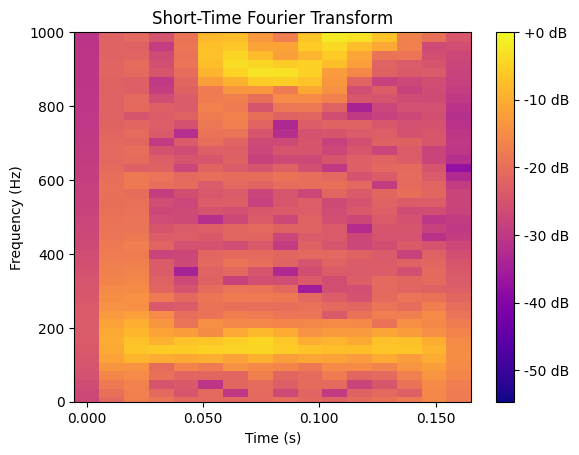 Short-Time Fourier Transform
1000
800
600
400
200
0
Frequency (Hz)
0.000
0.050
0.100
0.150
Time (s)
+0 dB
-10 dB
-20 dB
-30 dB
-40 dB
-50 dB